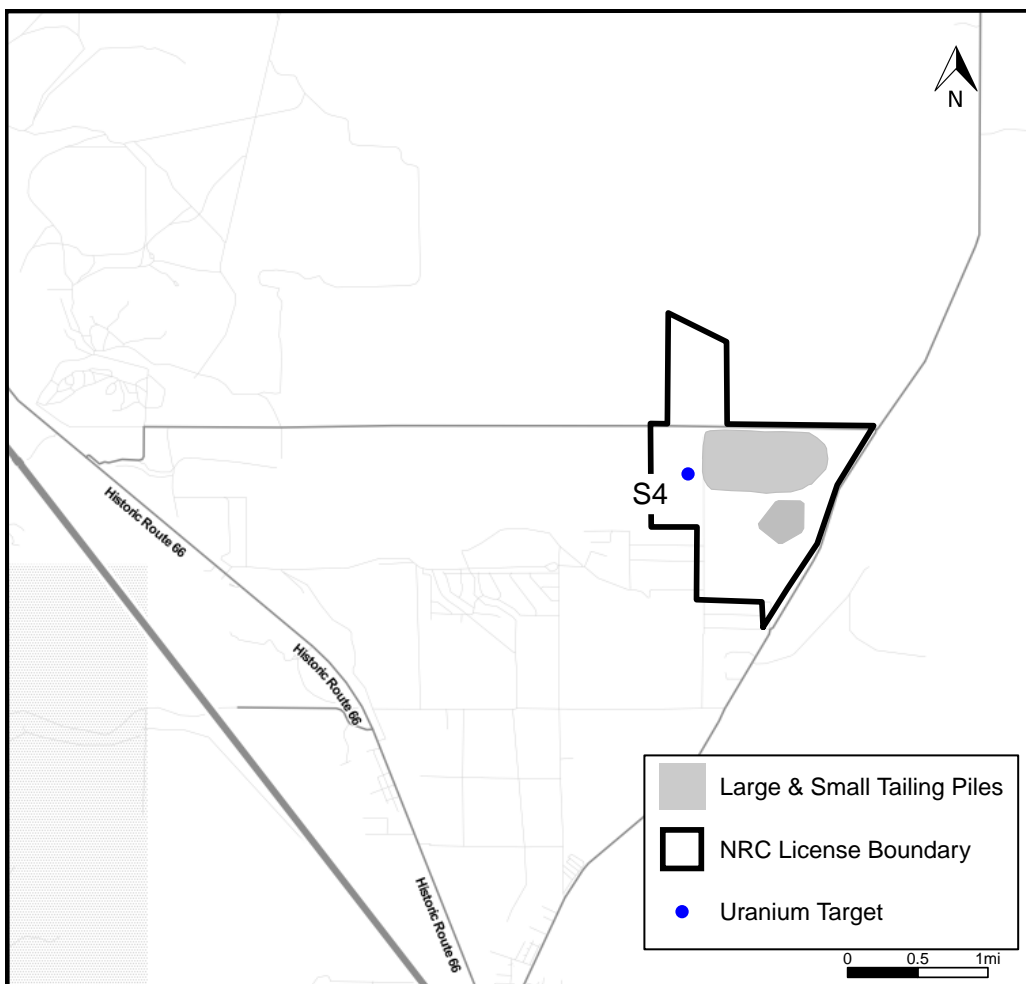 N
S4
Historic Route 66
Historic Route 66
Historic Route 66
Large & Small Tailing Piles
NRC License Boundary
Uranium Target
0 0.5 1mi